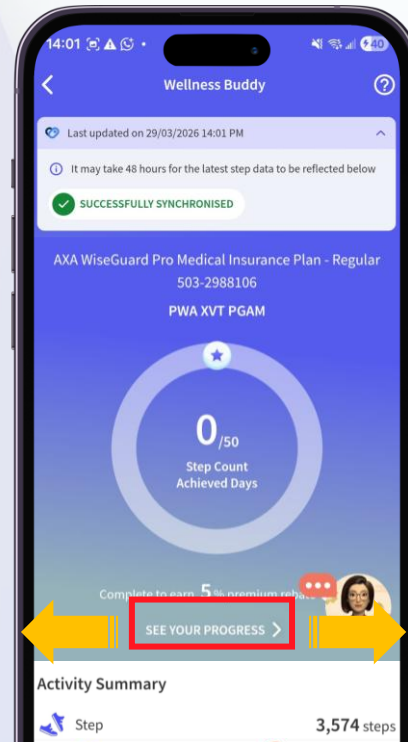 14:01
40
Wellness Buddy
Last updated on 29/03/2026 14:01 PM
It may take 48 hours for the latest step data to be reflected below
SUCCESSFULLY SYNCHRONISED
AXA WiseGuard Pro Medical Insurance Plan - Regular
503-2988106
PWA XVT PGAM
0/50
Step Count
Achieved Days
Complete to earn 5% premium rebate
SEE YOUR PROGRESS
Activity Summary
Step 3,574 steps